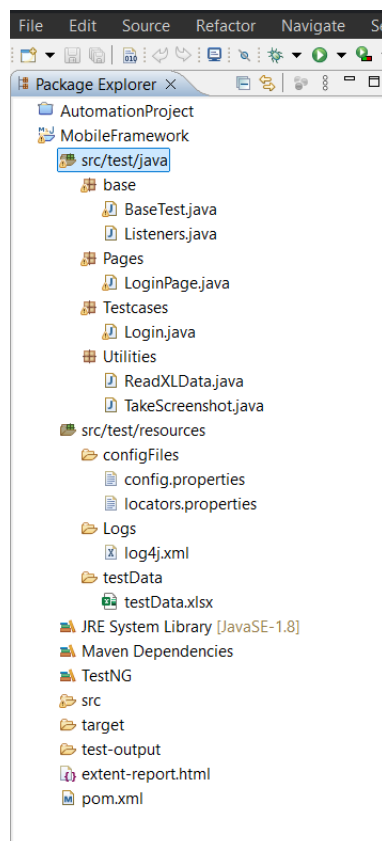 File Edit Source Refactor Navigate
Package Explorer
AutomationProject
MobileFramework
src/test/java
base
BaseTest.java
Listeners.java
Pages
LoginPage.java
Testcases
Login.java
Utilities
ReadXLData.java
TakeScreenshot.java
src/test/resources
configFiles
config.properties
locators.properties
Logs
log4j.xml
testData
testData.xlsx
JRE System Library [JavaSE-1.8]
Maven Dependencies
TestNG
src
target
test-output
extent-report.html
pom.xml